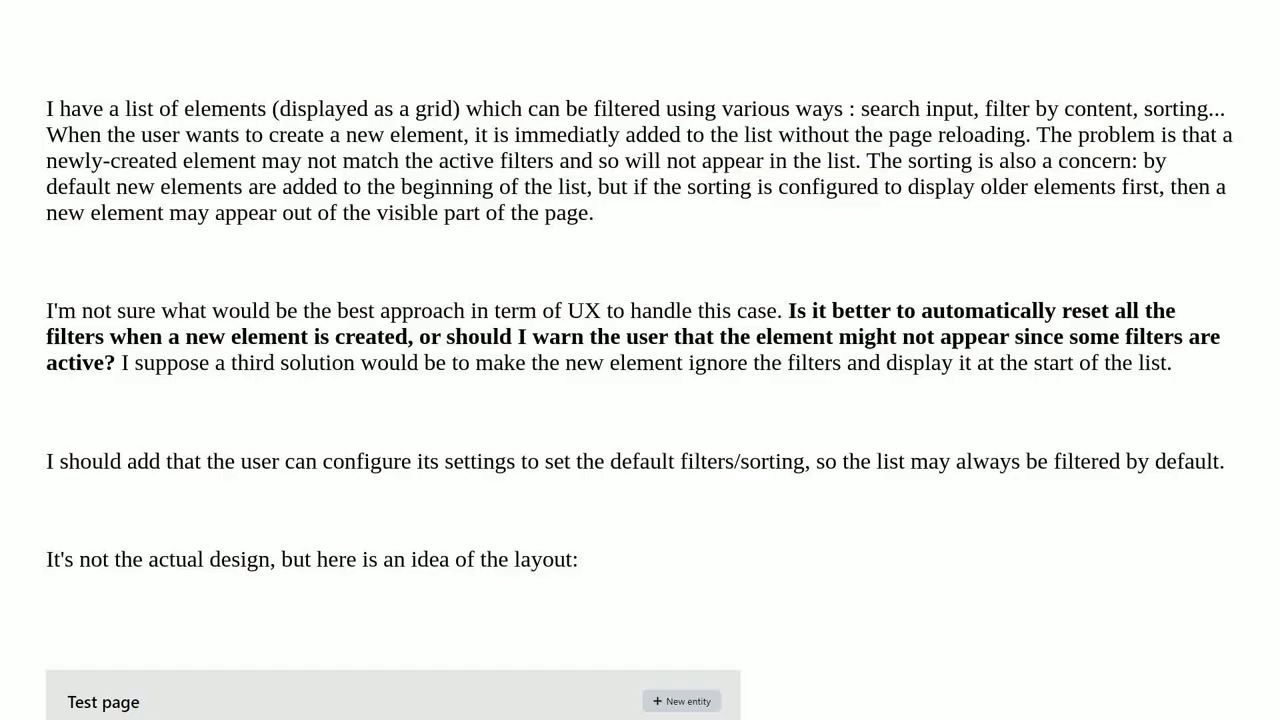 I have a list of elements (displayed as a grid) which can be filtered using various ways : search input, filter by content, sorting...
When the user wants to create a new element, it is immediatly added to the list without the page reloading. The problem is that a
newly-created element may not match the active filters and so will not appear in the list. The sorting is also a concern: by
default new elements are added to the beginning of the list, but if the sorting is configured to display older elements first, then a
new element may appear out of the visible part of the page.
I'm not sure what would be the best approach in term of UX to handle this case. Is it better to automatically reset all the
filters when a new element is created, or should I warn the user that the element might not appear since some filters are
active? I suppose a third solution would be to make the new element ignore the filters and display it at the start of the list.
I should add that the user can configure its settings to set the default filters/sorting, so the list may always be filtered by default.
It's not the actual design, but here is an idea of the layout:
Test page
+ New entity